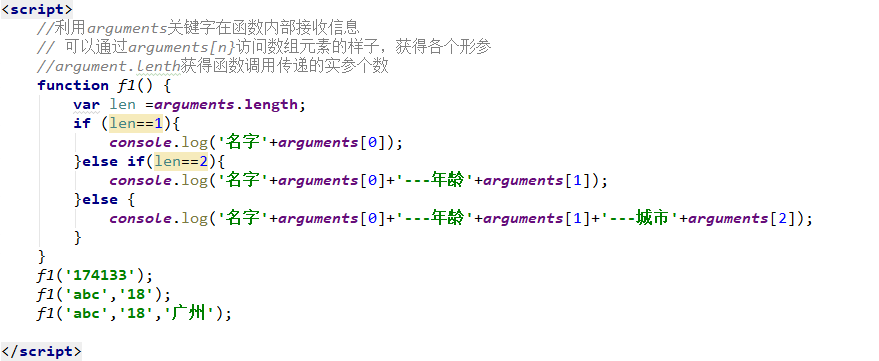 <script>
//利用arguments关键字在函数内部接收信息
// 可以通过arguments[n}访问数组元素的样子，获得各个形参
//argument.lenth获得函数调用传递的实参个数
function f1() {
var len =arguments.length;
if (len==1){
console.log('名字'+arguments[0]);
}else if(len==2){
console.log('名字'+arguments[0]+'---年龄'+arguments[1]);
}else {
console.log('名字'+arguments[0]+'---年龄'+arguments[1]+'---城市'+arguments[2]);
}
}
f1('174133');
f1('abc','18');
f1('abc','18','广州');
</script>